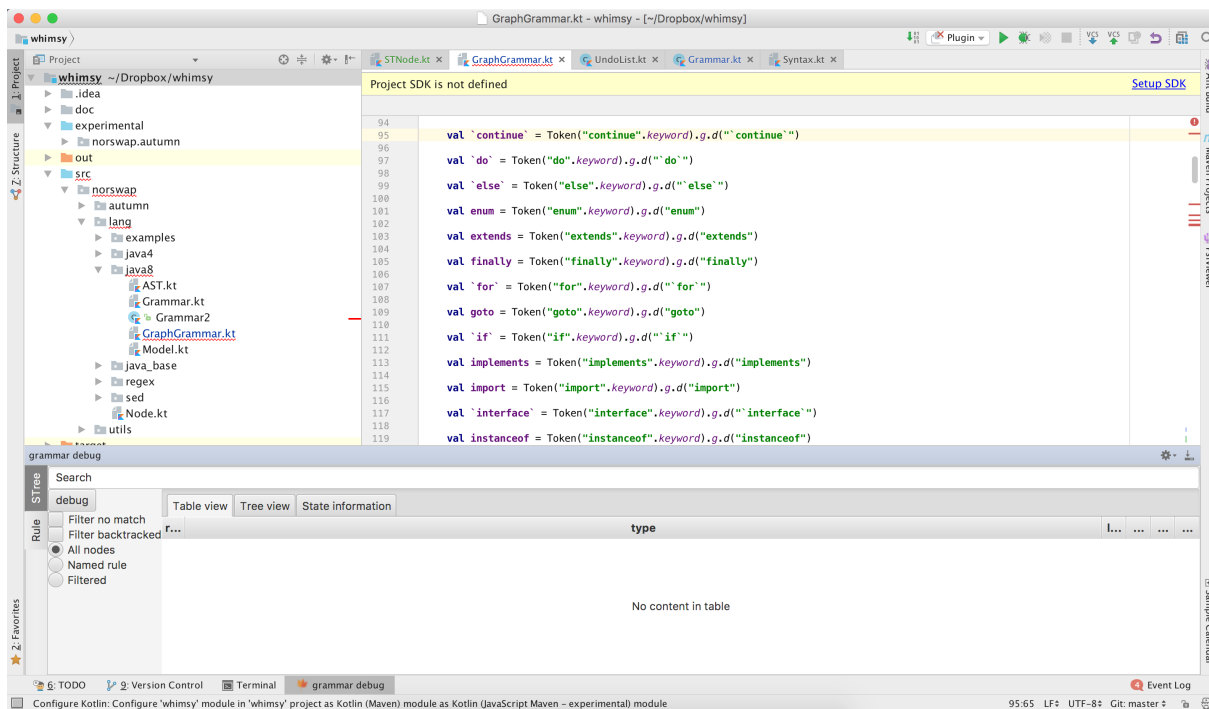 GraphGrammar.kt - whimsy - [~/Dropbox/whimsy]
whimsy
Plugin
VCS
VCS
1: Project
Z: Structure
2: Favorites
Project
whimsy ~/Dropbox/whimsy
.idea
doc
experimental
norswap.autumn
out
src
norswap
autumn
lang
examples
java4
java8
AST.kt
Grammar.kt
Grammar2
GraphGrammar.kt
Model.kt
java_base
regex
sed
Node.kt
utils
target
STNode.kt
GraphGrammar.kt
UndoList.kt
Grammar.kt
Syntax.kt
Project SDK is not defined
Setup SDK
94
95 val `continue` = Token("continue".keyword).g.d("`continue`")
96
97 val `do` = Token("do".keyword).g.d("`do`")
98
99 val `else` = Token("else".keyword).g.d("`else`")
100
101 val enum = Token("enum".keyword).g.d("enum")
102
103 val extends = Token("extends".keyword).g.d("extends")
104
105 val finally = Token("finally".keyword).g.d("finally")
106
107 val `for` = Token("for".keyword).g.d("`for`")
108
109 val goto = Token("goto".keyword).g.d("goto")
110
111 val `if` = Token("if".keyword).g.d("`if`")
112
113 val implements = Token("implements".keyword).g.d("implements")
114
115 val import = Token("import".keyword).g.d("import")
116
117 val `interface` = Token("interface".keyword).g.d("`interface`")
118
119 val instanceof = Token("instanceof".keyword).g.d("instanceof")
grammar debug
STree
Rule
Search
debug
Filter no match
Filter backtracked
All nodes
Named rule
Filtered
Table view
Tree view
State information
r...
type
l... ... ... ...
No content in table
6: TODO
9: Version Control
Terminal
grammar debug
4 Event Log
Configure Kotlin: Configure 'whimsy' module in 'whimsy' project as Kotlin (Maven) module as Kotlin (JavaScript Maven - experimental) module
95:65 LF UTF-8 Git: master